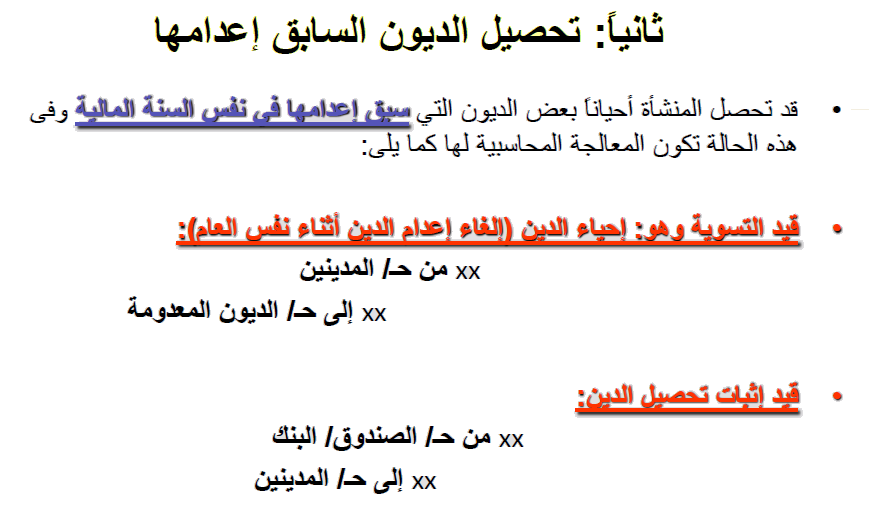 ثانياً: تحصيل الديون السابق إعدامها
• قد تحصل المنشأة أحياناً بعض الديون التي سبق إعدامها فى نفس السنة المالية وفى
هذه الحالة تكون المعالجة المحاسبية لها كما يلى:
• قيد التسوية وهو: إحياء الدين (إلغاء إعدام الدين أثناء نفس العام):
xx من حـ/ المدينين
xx إلى حـ/ الديون المعدومة
• قيد إثبات تحصيل الدين:
xx من حـ/ الصندوق/ البنك
xx إلى حـ/ المدينين